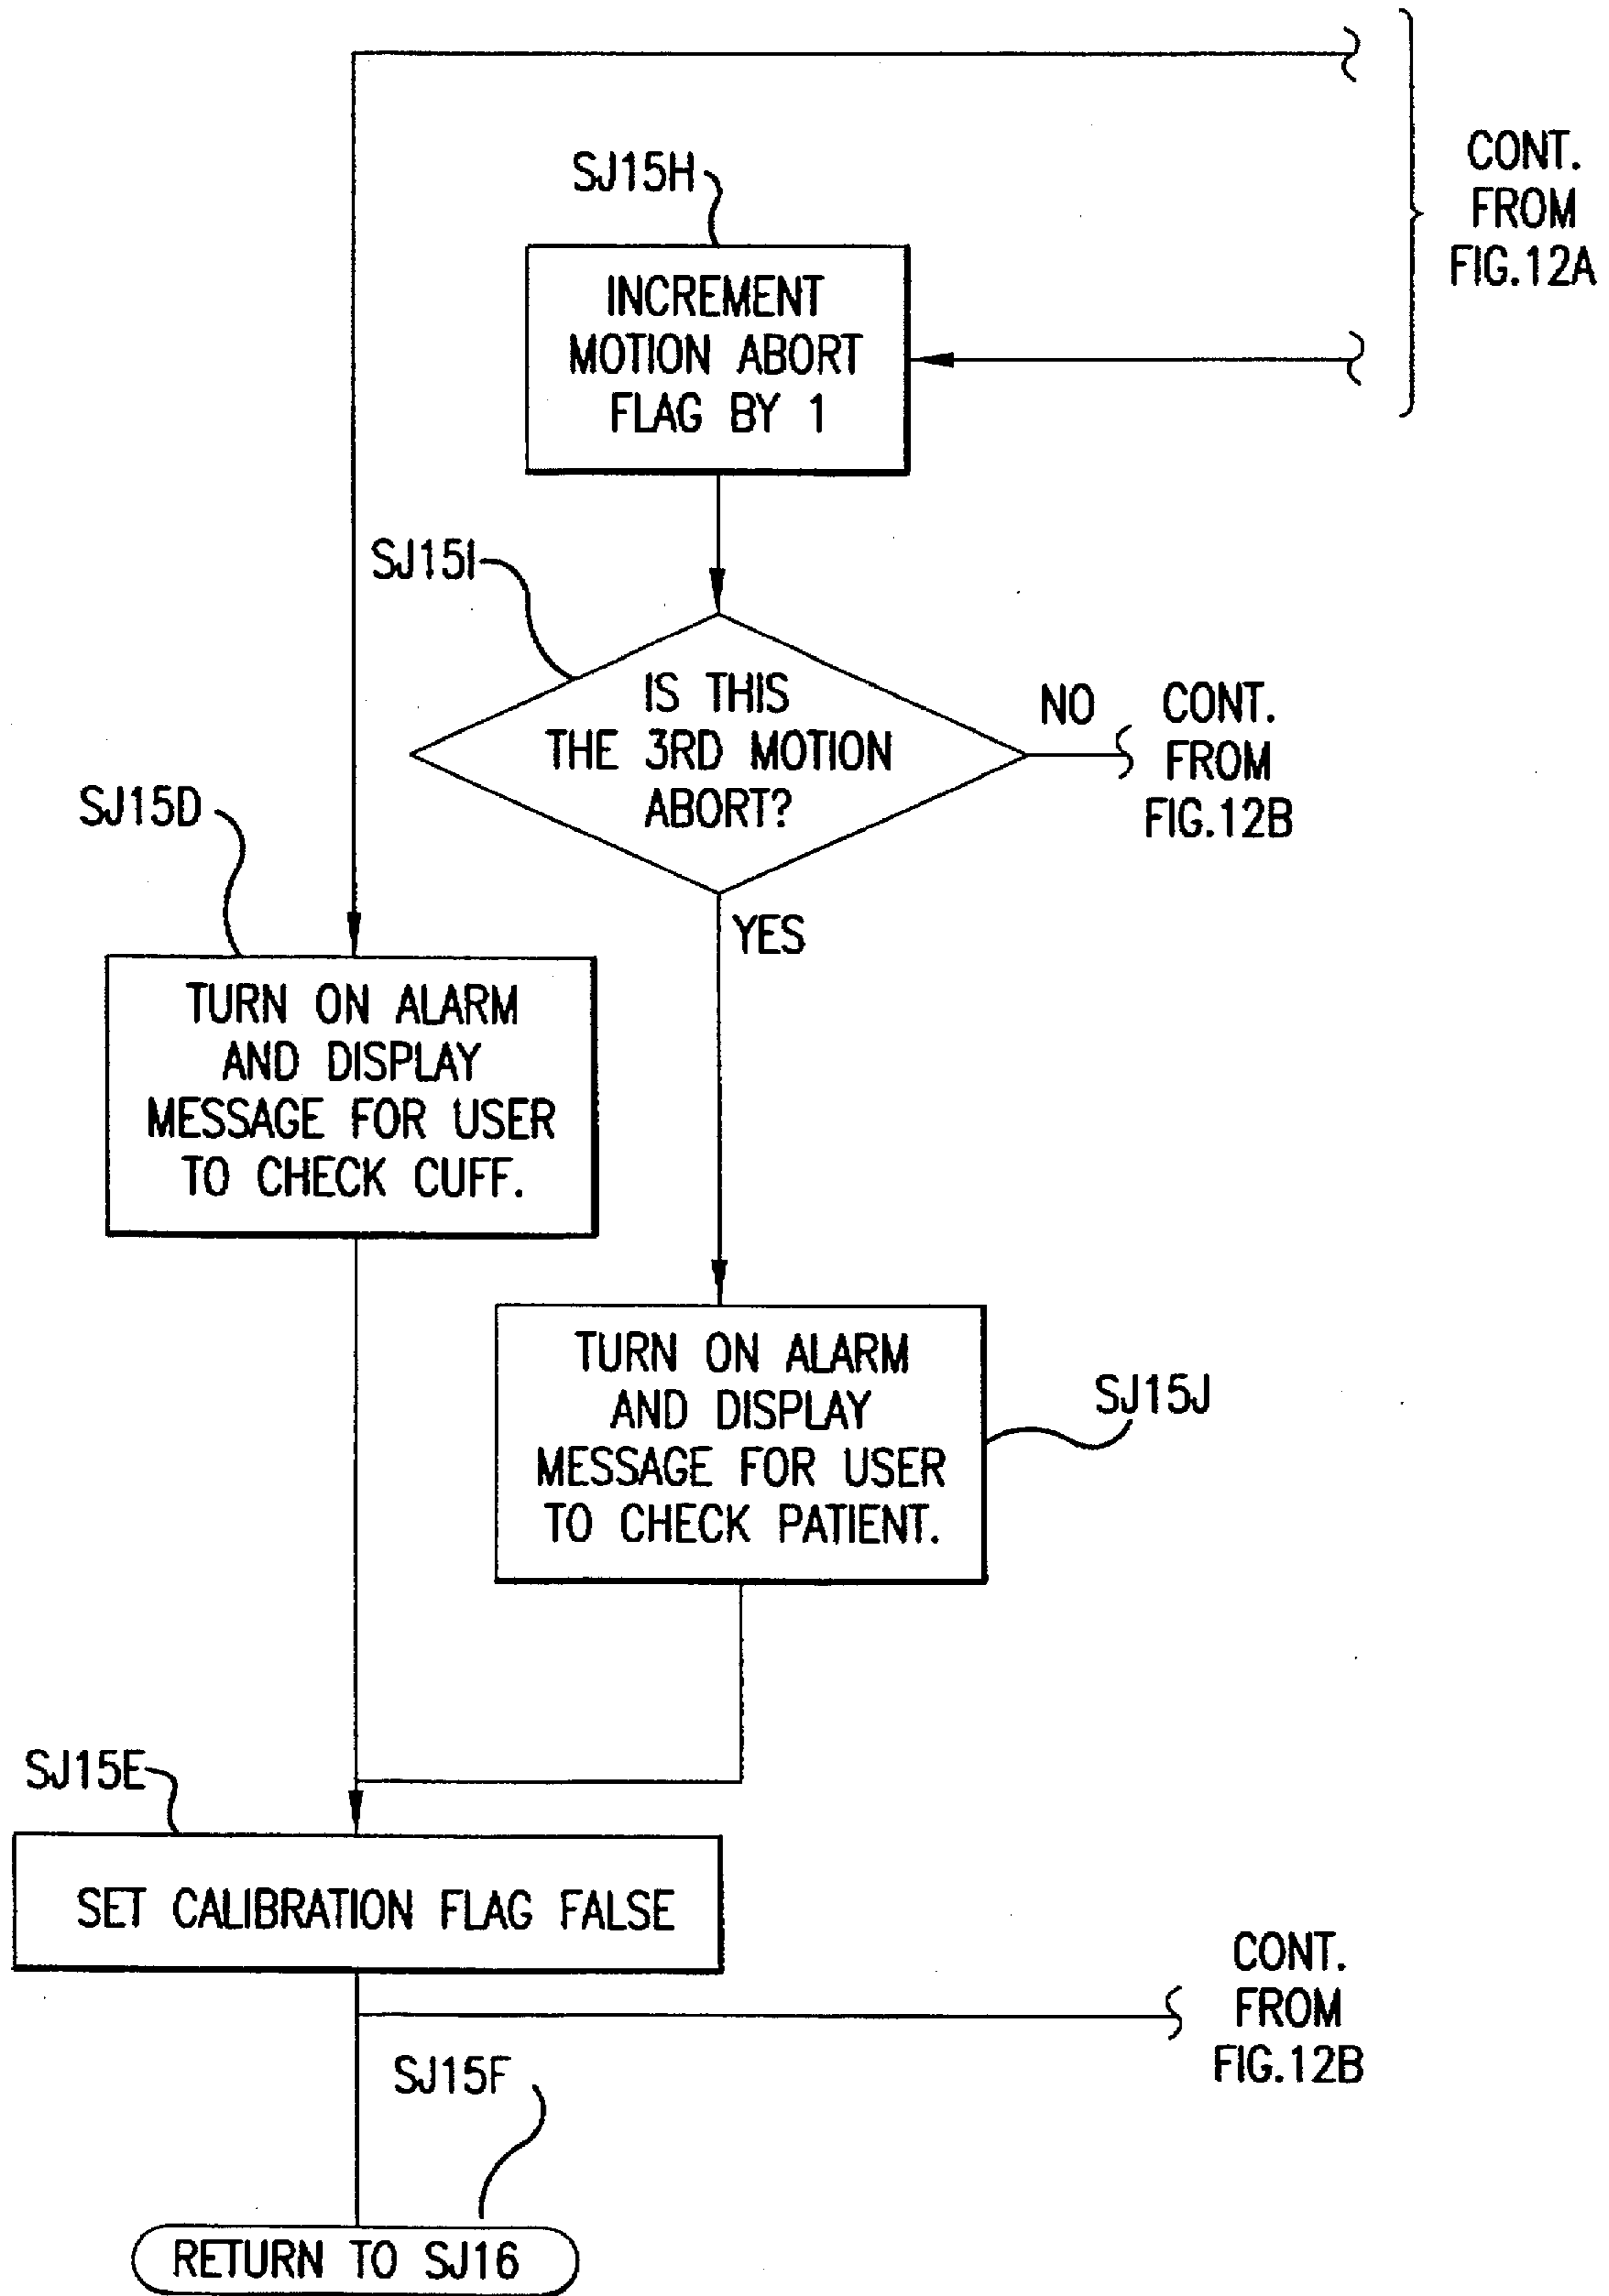 CONT.
FROM
FIG.12A
SJ15H
INCREMENT
MOTION ABORT
FLAG BY 1
SJ15I
IS THIS
THE 3RD MOTION
ABORT?
NO
CONT.
FROM
FIG.12B
YES
SJ15D
TURN ON ALARM
AND DISPLAY
MESSAGE FOR USER
TO CHECK CUFF.
TURN ON ALARM
AND DISPLAY
MESSAGE FOR USER
TO CHECK PATIENT.
SJ15J
SJ15E
SET CALIBRATION FLAG FALSE
CONT.
FROM
FIG.12B
SJ15F
RETURN TO SJ16